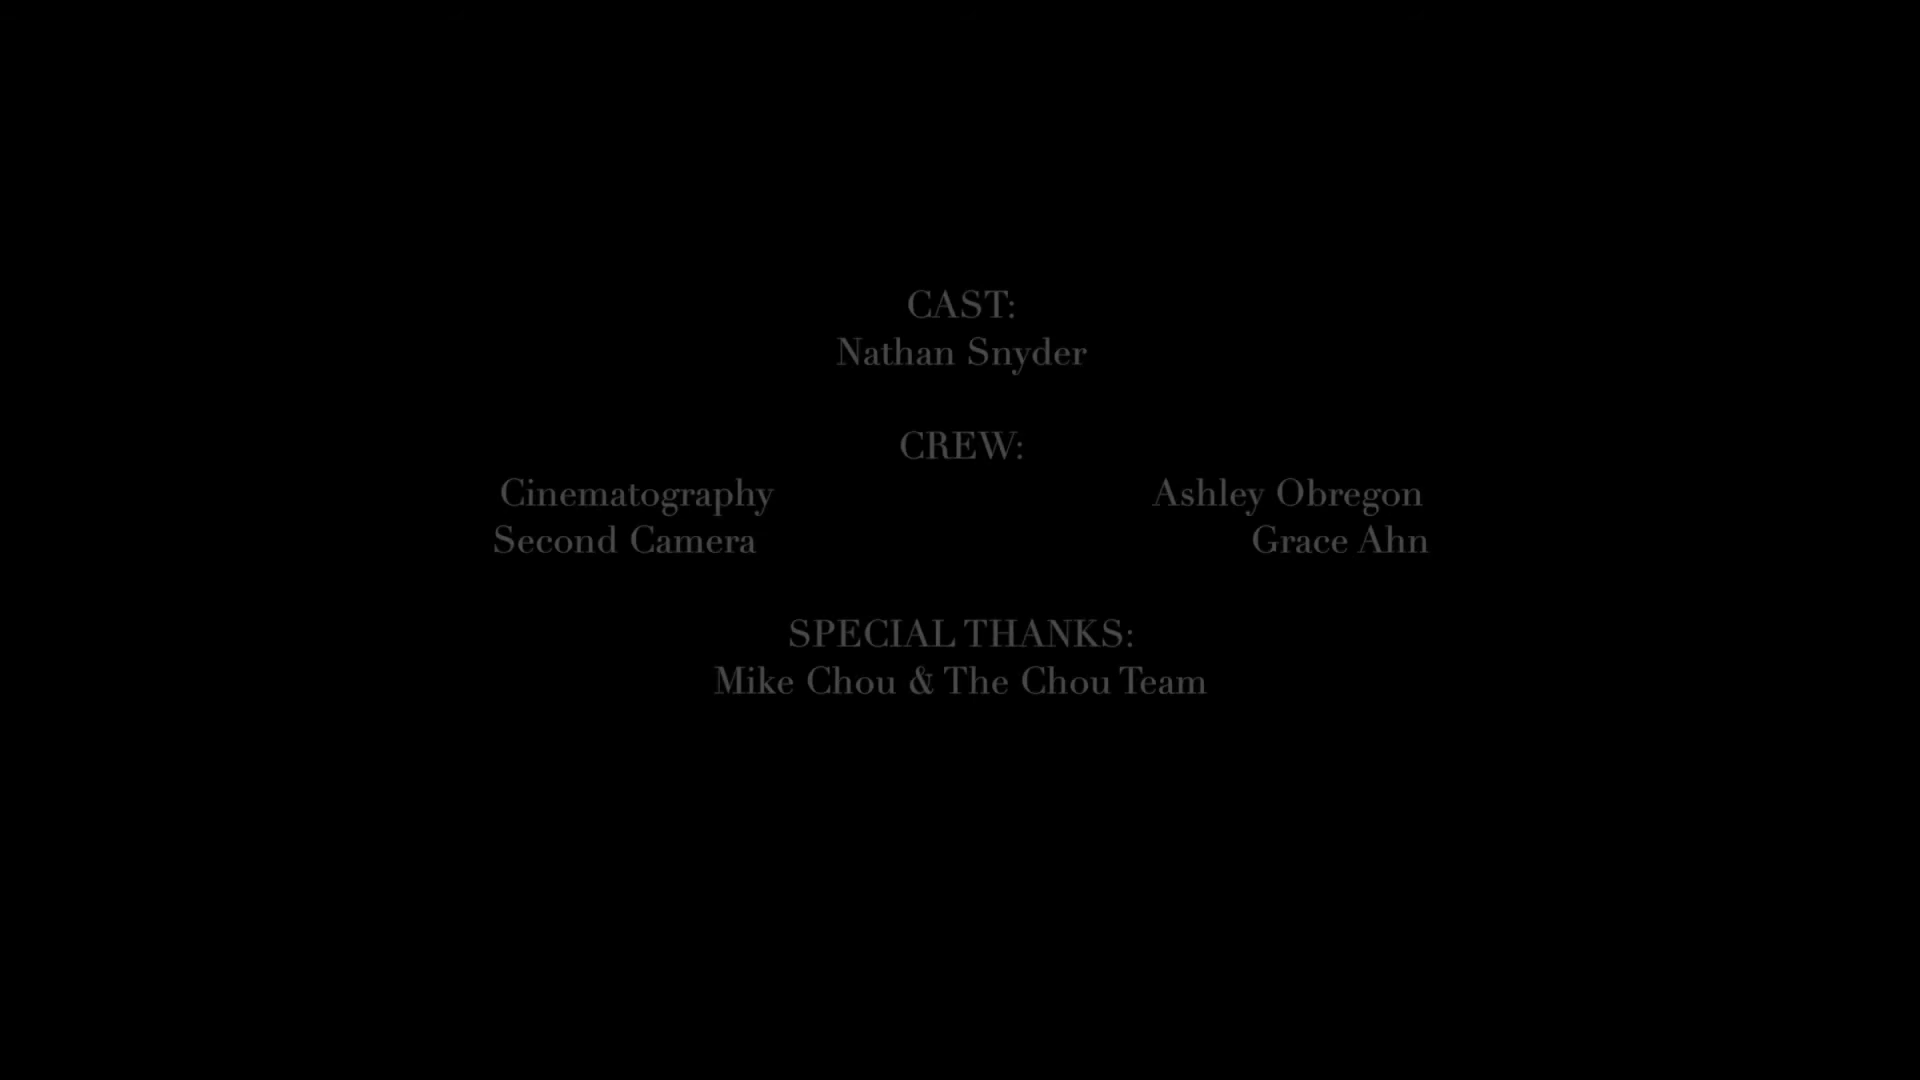 CAST:
Nathan Snyder
CREW:
Cinematography Ashley Obregon
Second Camera Grace Ahn
SPECIAL THANKS:
Mike Chou & The Chou Team